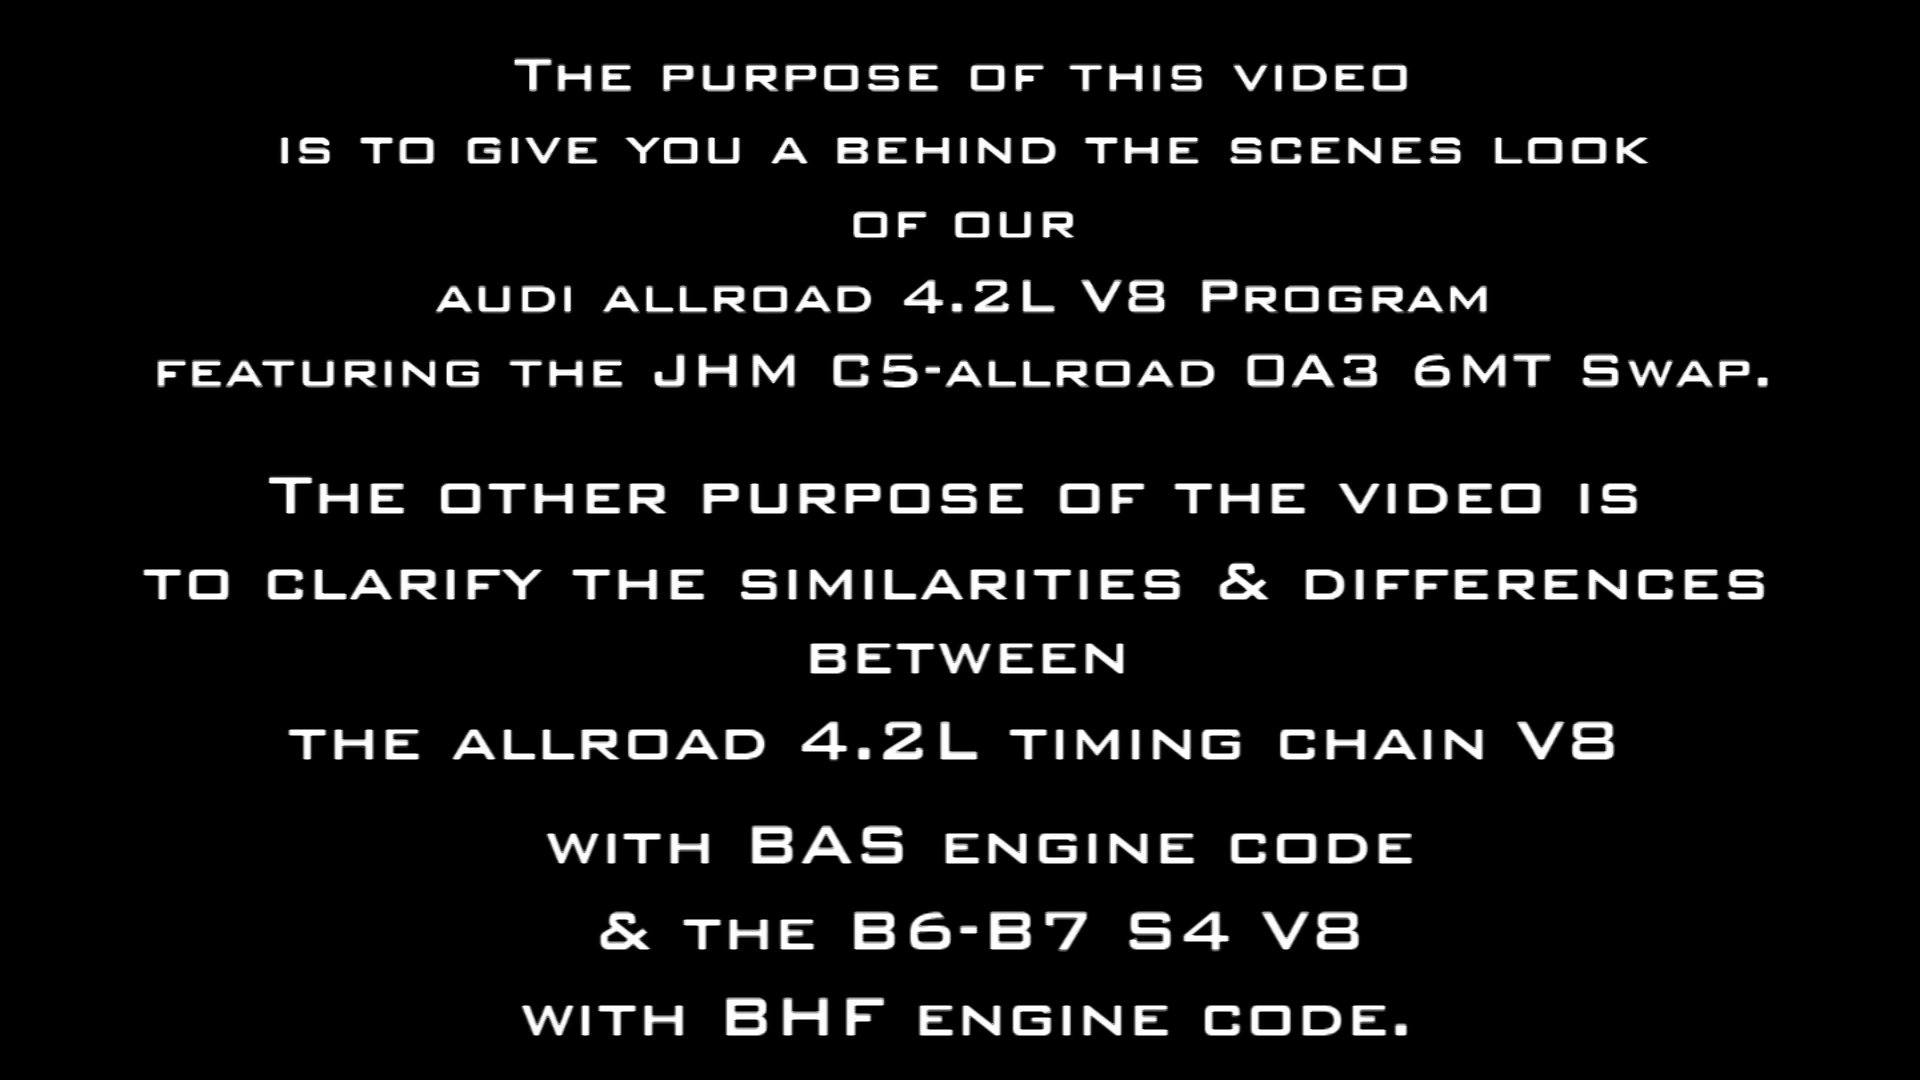 The purpose of this video
is to give you a behind the scenes look
of our
audi allroad 4.2L V8 Program
featuring the JHM C5-allroad 0A3 6MT Swap.
The other purpose of the video is
to clarify the similarities & differences
between
the allroad 4.2L timing chain V8
with BAS engine code
& the B6-B7 S4 V8
with BHF engine code.